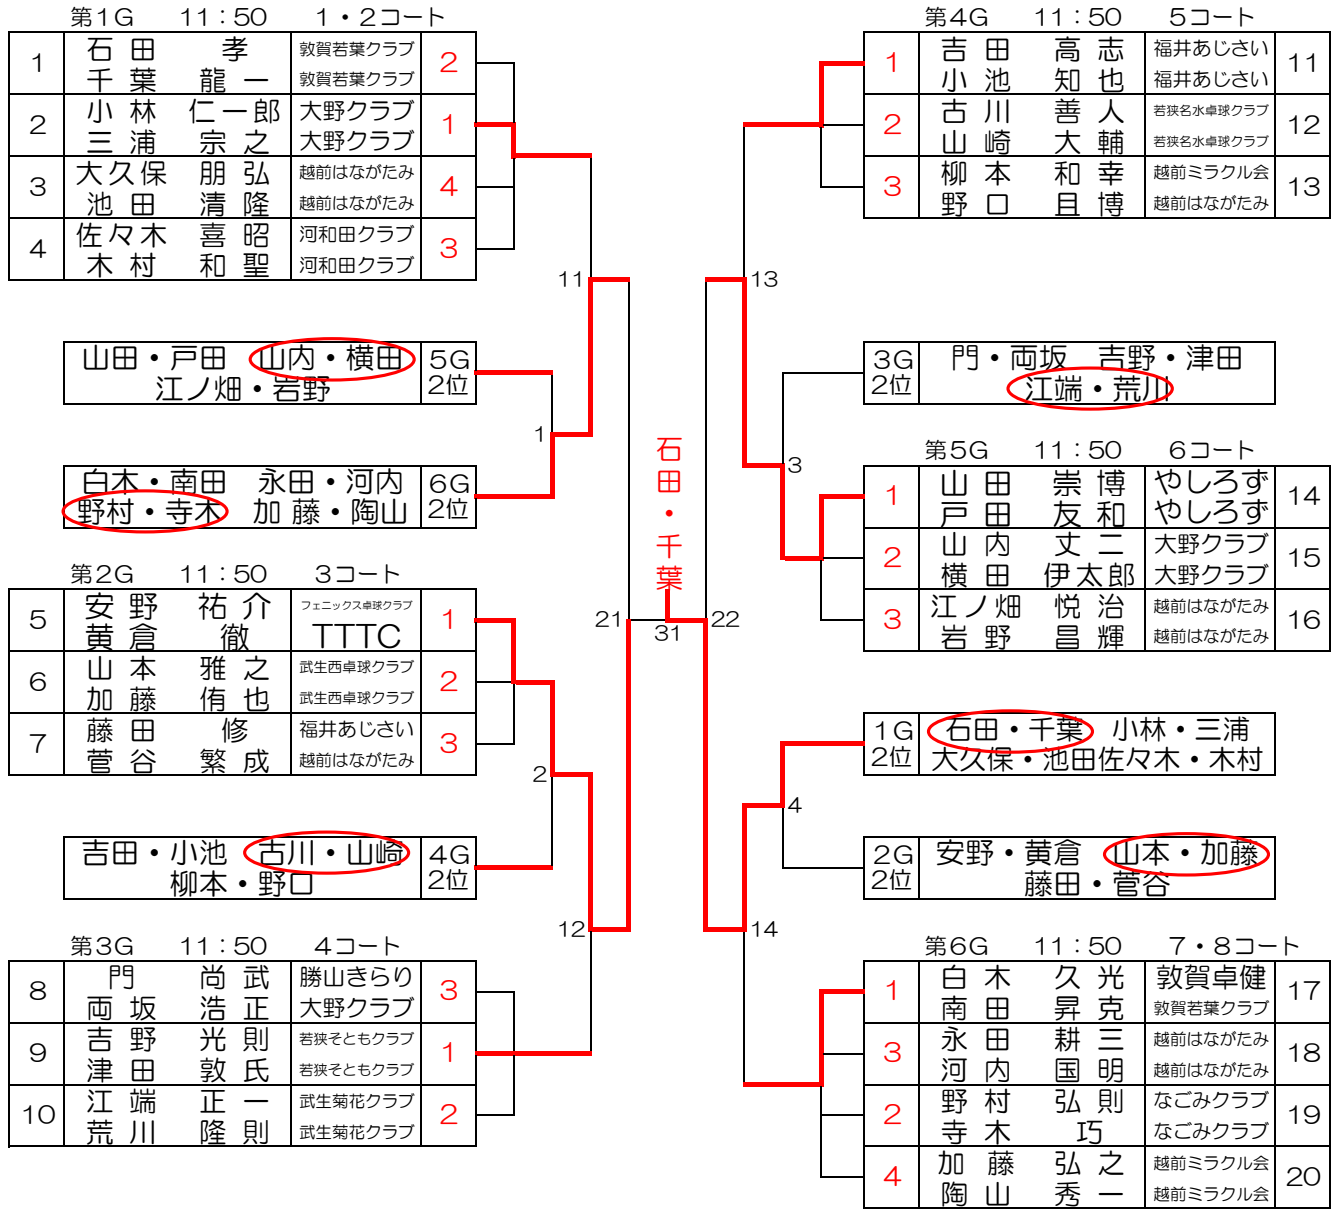 第1G 11:50 1・2コート
1 石田 孝 敦賀若葉クラブ 2
千葉 龍一 敦賀若葉クラブ
2 小林 仁一郎 大野クラブ 1
三浦 宗之 大野クラブ
3 大久保 朋弘 越前はながたみ 4
池田 清隆 越前はながたみ
4 佐々木 喜昭 河和田クラブ 3
木村 和聖 河和田クラブ
11
山田・戸田 山内・横田 5G
江ノ畑・岩野 2位
1
白木・南田 永田・河内 6G
野村・寺木 加藤・陶山 2位
第2G 11:50 3コート
5 安野 祐介 フェニックス卓球クラブ 1
黄倉 徹 TTTC
6 山本 雅之 武生西卓球クラブ 2
加藤 侑也 武生西卓球クラブ
7 藤田 修 福井あじさい 3
菅谷 繁成 越前はながたみ
2
吉田・小池 古川・山崎 4G
柳本・野口 2位
12
第3G 11:50 4コート
8 門 尚武 勝山きらり 3
両坂 浩正 大野クラブ
9 吉野 光則 若狭そともクラブ 1
津田 敦氏 若狭そともクラブ
10 江端 正一 武生菊花クラブ 2
荒川 隆則 武生菊花クラブ
石田・千葉
21 22
31
第4G 11:50 5コート
1 吉田 高志 福井あじさい 11
小池 知也 福井あじさい
2 古川 善人 若狭名水卓球クラブ 12
山崎 大輔 若狭名水卓球クラブ
3 柳本 和幸 越前ミラクル会 13
野口 且博 越前はながたみ
13
3G 門・両坂 吉野・津田
2位 江端・荒川
3
第5G 11:50 6コート
1 山田 崇博 やしろず 14
戸田 友和 やしろず
2 山内 丈二 大野クラブ 15
横田 伊太郎 大野クラブ
3 江ノ畑 悦治 越前はながたみ 16
岩野 昌輝 越前はながたみ
1G 石田・千葉 小林・三浦
2位 大久保・池田佐々木・木村
4
2G 安野・黄倉 山本・加藤
2位 藤田・菅谷
14
第6G 11:50 7・8コート
1 白木 久光 敦賀卓健 17
南田 昇克 敦賀若葉クラブ
3 永田 耕三 越前はながたみ 18
河内 国明 越前はながたみ
2 野村 弘則 なごみクラブ 19
寺木 巧 なごみクラブ
4 加藤 弘之 越前ミラクル会 20
陶山 秀一 越前ミラクル会